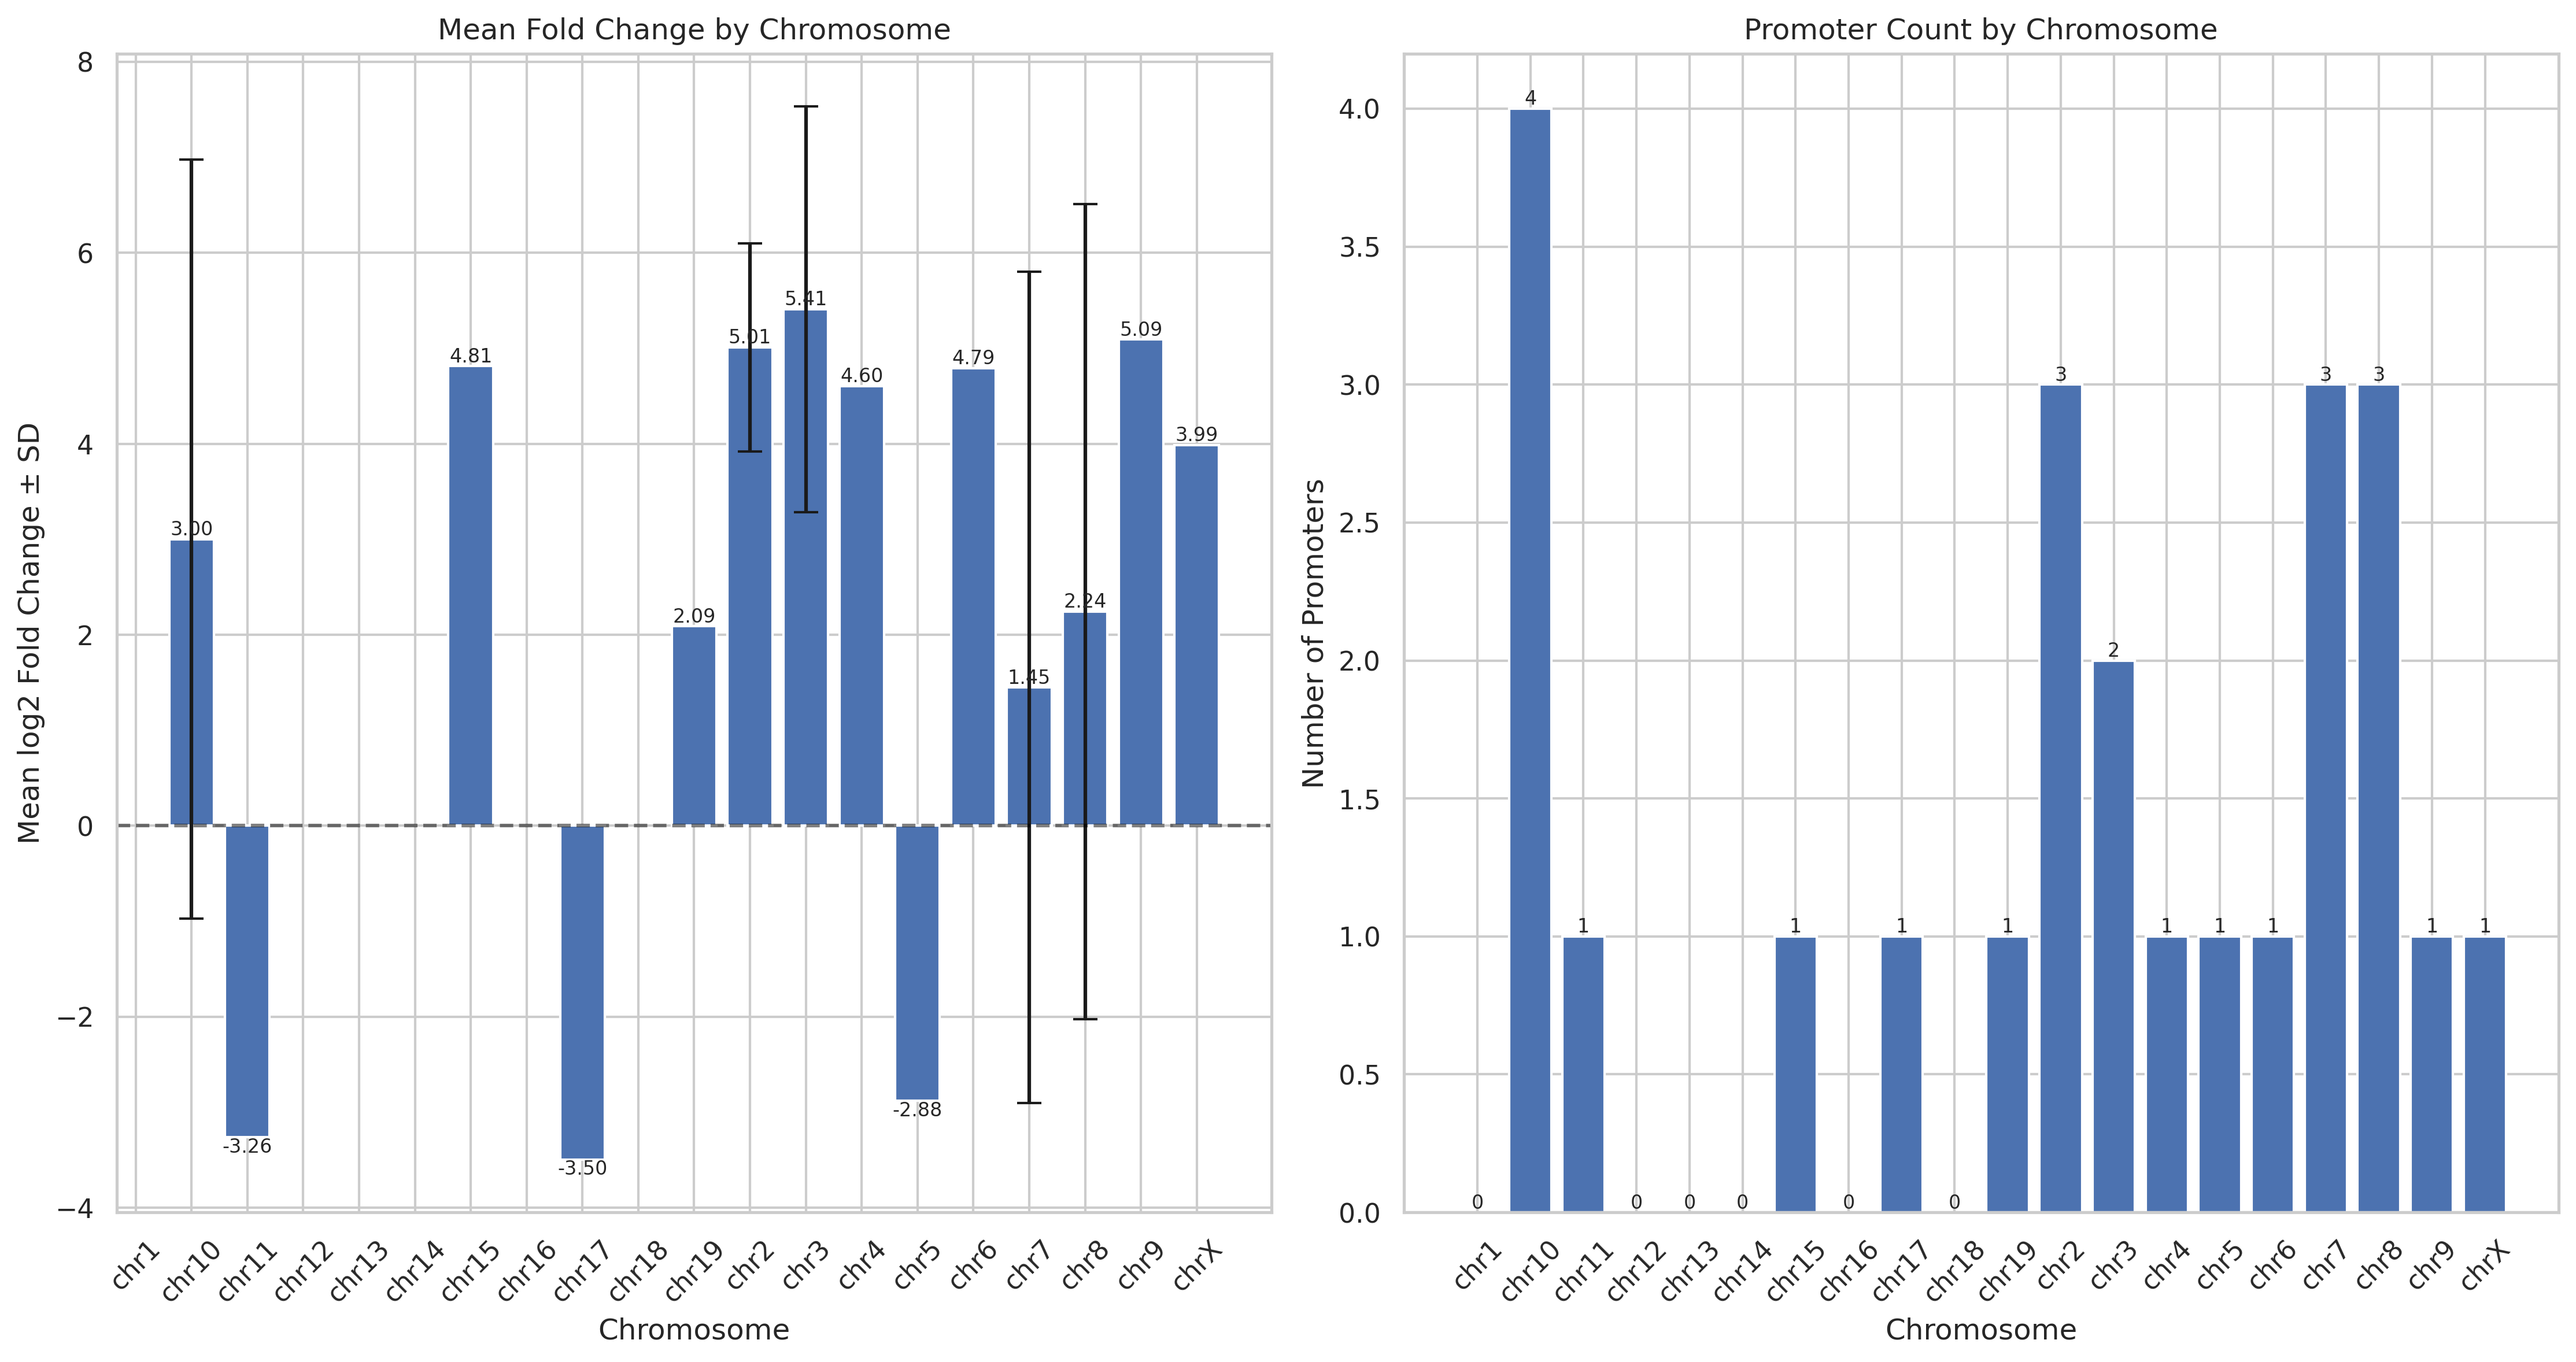 Mean Fold Change by Chromosome
Mean log2 Fold Change ± SD
8
6
4
2
0
−2
−4
3.00
-3.26
4.81
-3.50
2.09
5.01
5.41
4.60
-2.88
4.79
1.45
2.24
5.09
3.99
chr1
chr10
chr11
chr12
chr13
chr14
chr15
chr16
chr17
chr18
chr19
chr2
chr3
chr4
chr5
chr6
chr7
chr8
chr9
chrX
Chromosome
Promoter Count by Chromosome
Number of Promoters
4.0
3.5
3.0
2.5
2.0
1.5
1.0
0.5
0.0
0
4
1
0
0
0
1
0
1
0
1
3
2
1
1
1
3
3
1
1
chr1
chr10
chr11
chr12
chr13
chr14
chr15
chr16
chr17
chr18
chr19
chr2
chr3
chr4
chr5
chr6
chr7
chr8
chr9
chrX
Chromosome